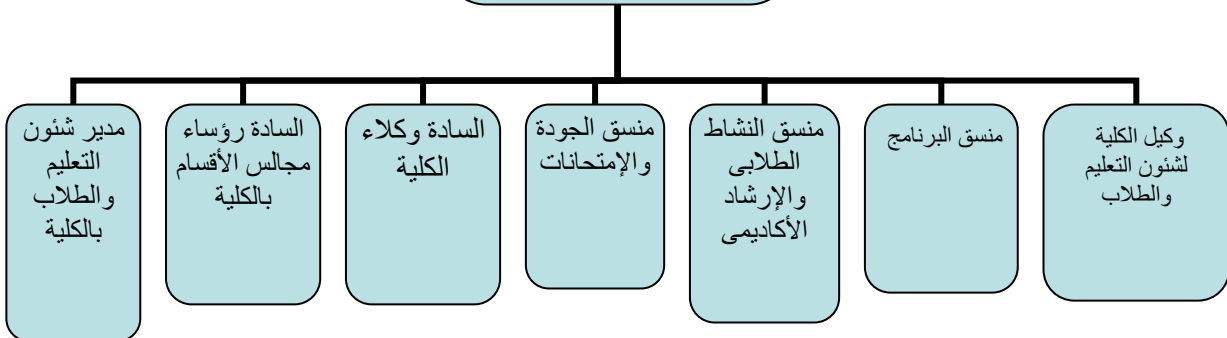 وكيل الكلية
لشئون التعليم
والطلاب
منسق البرنامج
منسق النشاط
الطلابى
والإرشاد
الأكاديمى
منسق الجودة
والإمتحانات
السادة وكلاء
الكلية
السادة رؤساء
مجالس الأقسام
بالكلية
مدير شئون
التعليم
والطلاب
بالكلية